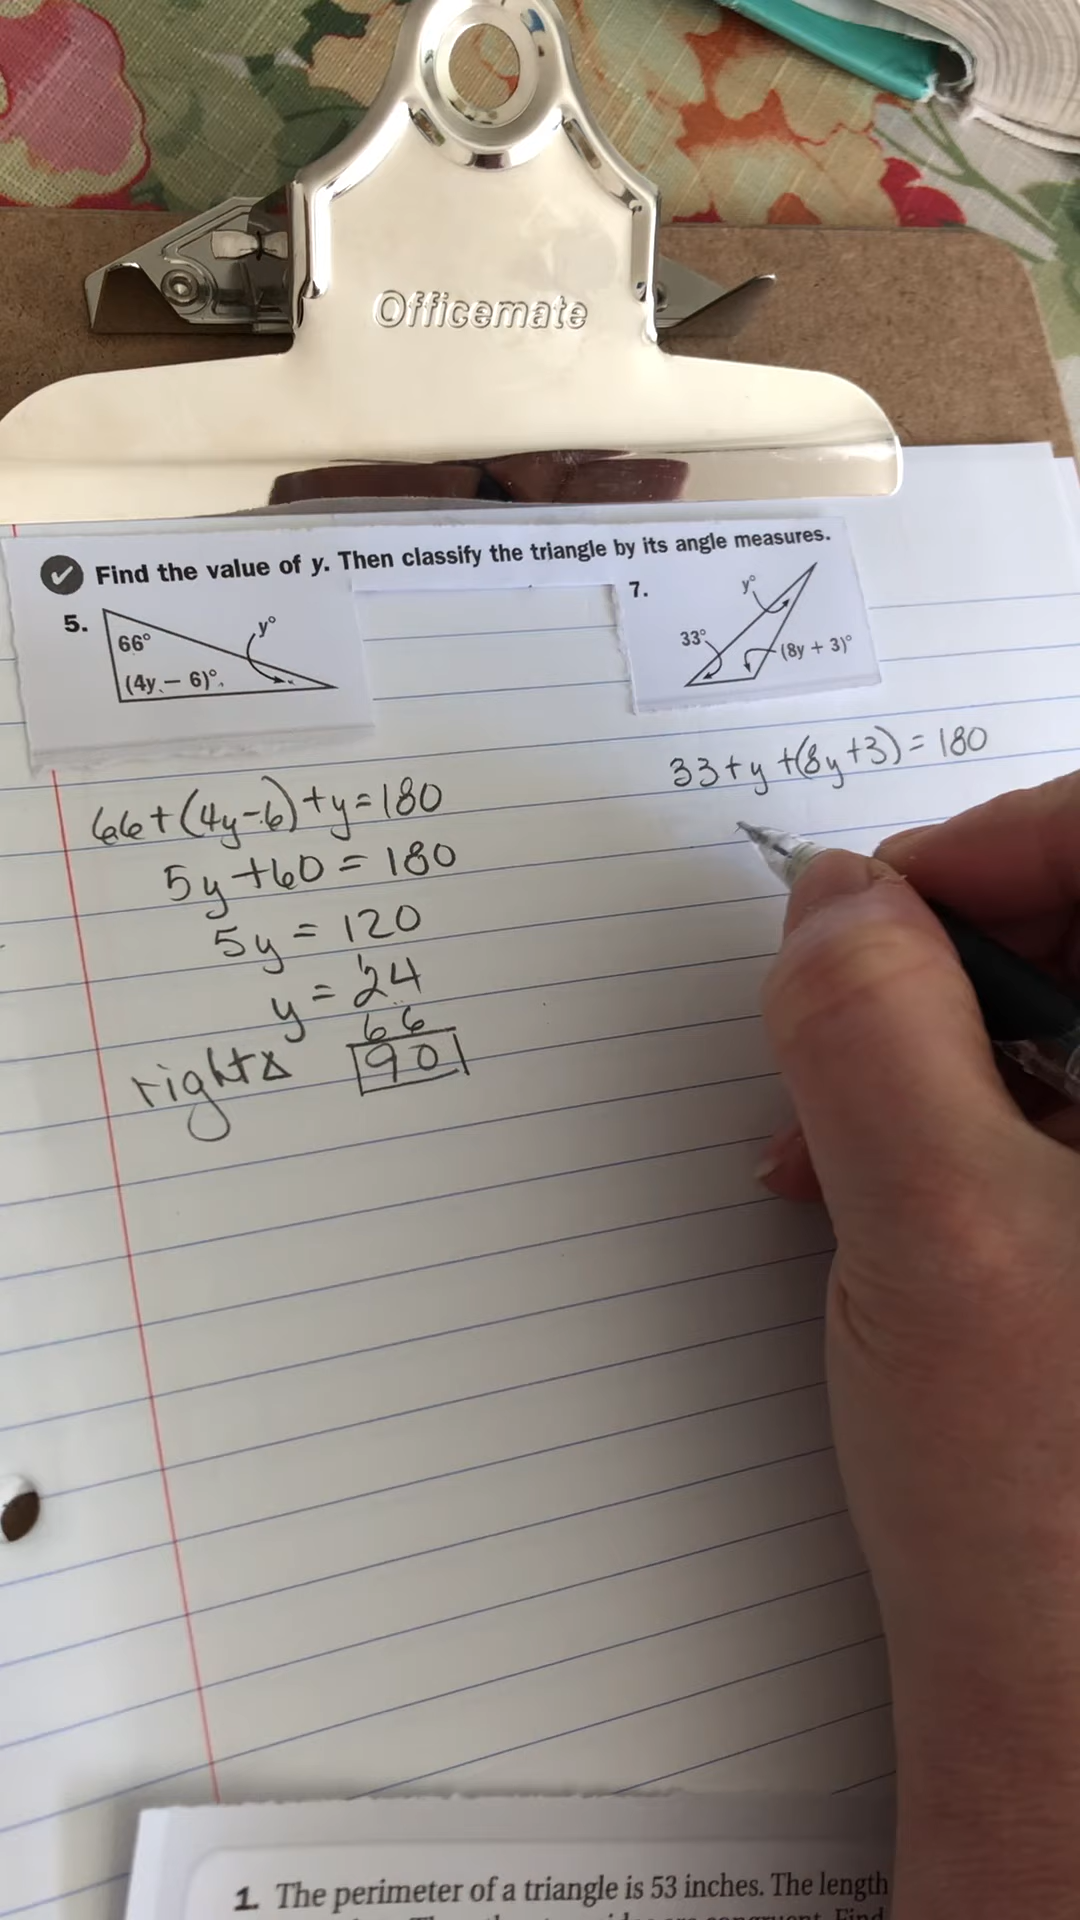 Officemate
Find the value of y. Then classify the triangle by its angle measures.
5.
66°
y°
(4y - 6)°
7.
y°
33°
(8y + 3)°
66+(4y-6)+y=180
5y+60=180
5y=120
y=24
66
90
right△
33+y+(8y+3)=180
1. The perimeter of a triangle is 53 inches. The length